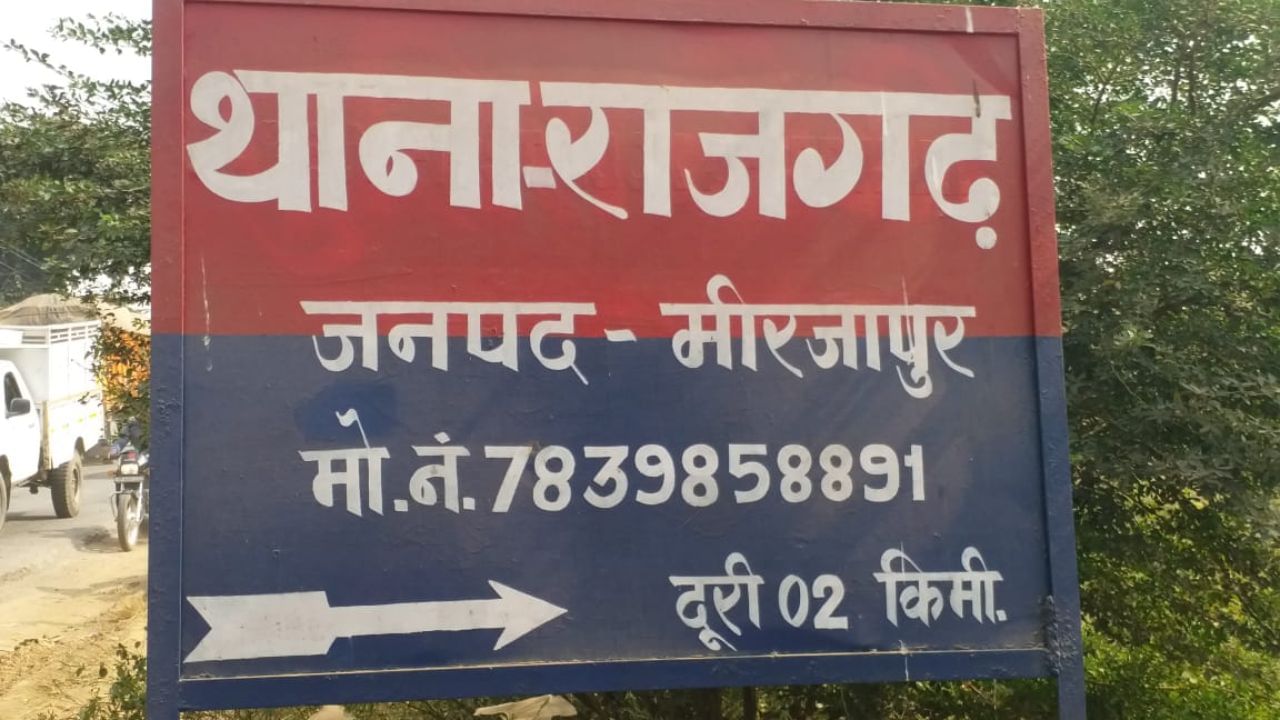 थाना-राजगढ़
जनपद - मीरजापुर
मो.नं.7839858891
दूरी 02 किमी.